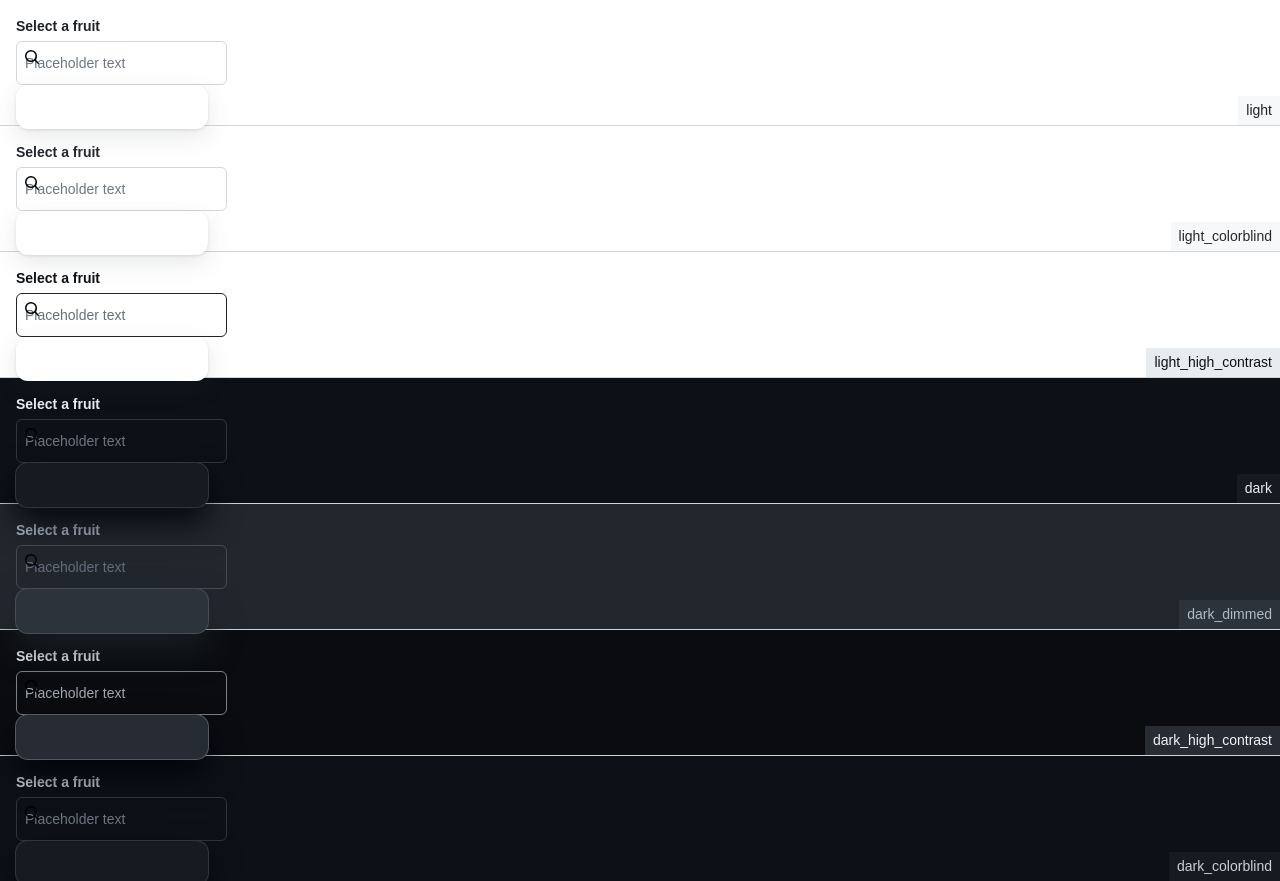 Select a fruit
Placeholder text
light
Select a fruit
Placeholder text
light_colorblind
Select a fruit
Placeholder text
light_high_contrast
Select a fruit
Placeholder text
dark
Select a fruit
Placeholder text
dark_dimmed
Select a fruit
Placeholder text
dark_high_contrast
Select a fruit
Placeholder text
dark_colorblind